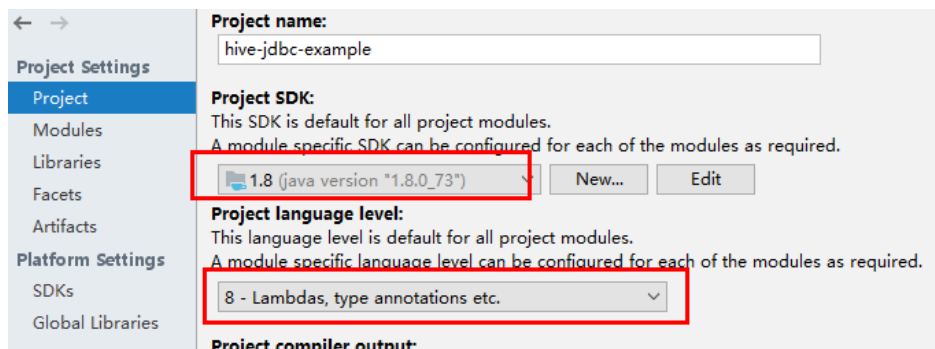 Project Settings
Project
Modules
Libraries
Facets
Artifacts
Platform Settings
SDKs
Global Libraries
Project name:
hive-jdbc-example
Project SDK:
This SDK is default for all project modules.
A module specific SDK can be configured for each of the modules as required.
1.8 (java version "1.8.0_73") New... Edit
Project language level:
This language level is default for all project modules.
A module specific language level can be configured for each of the modules as required.
8 - Lambdas, type annotations etc.
Project compiler output: